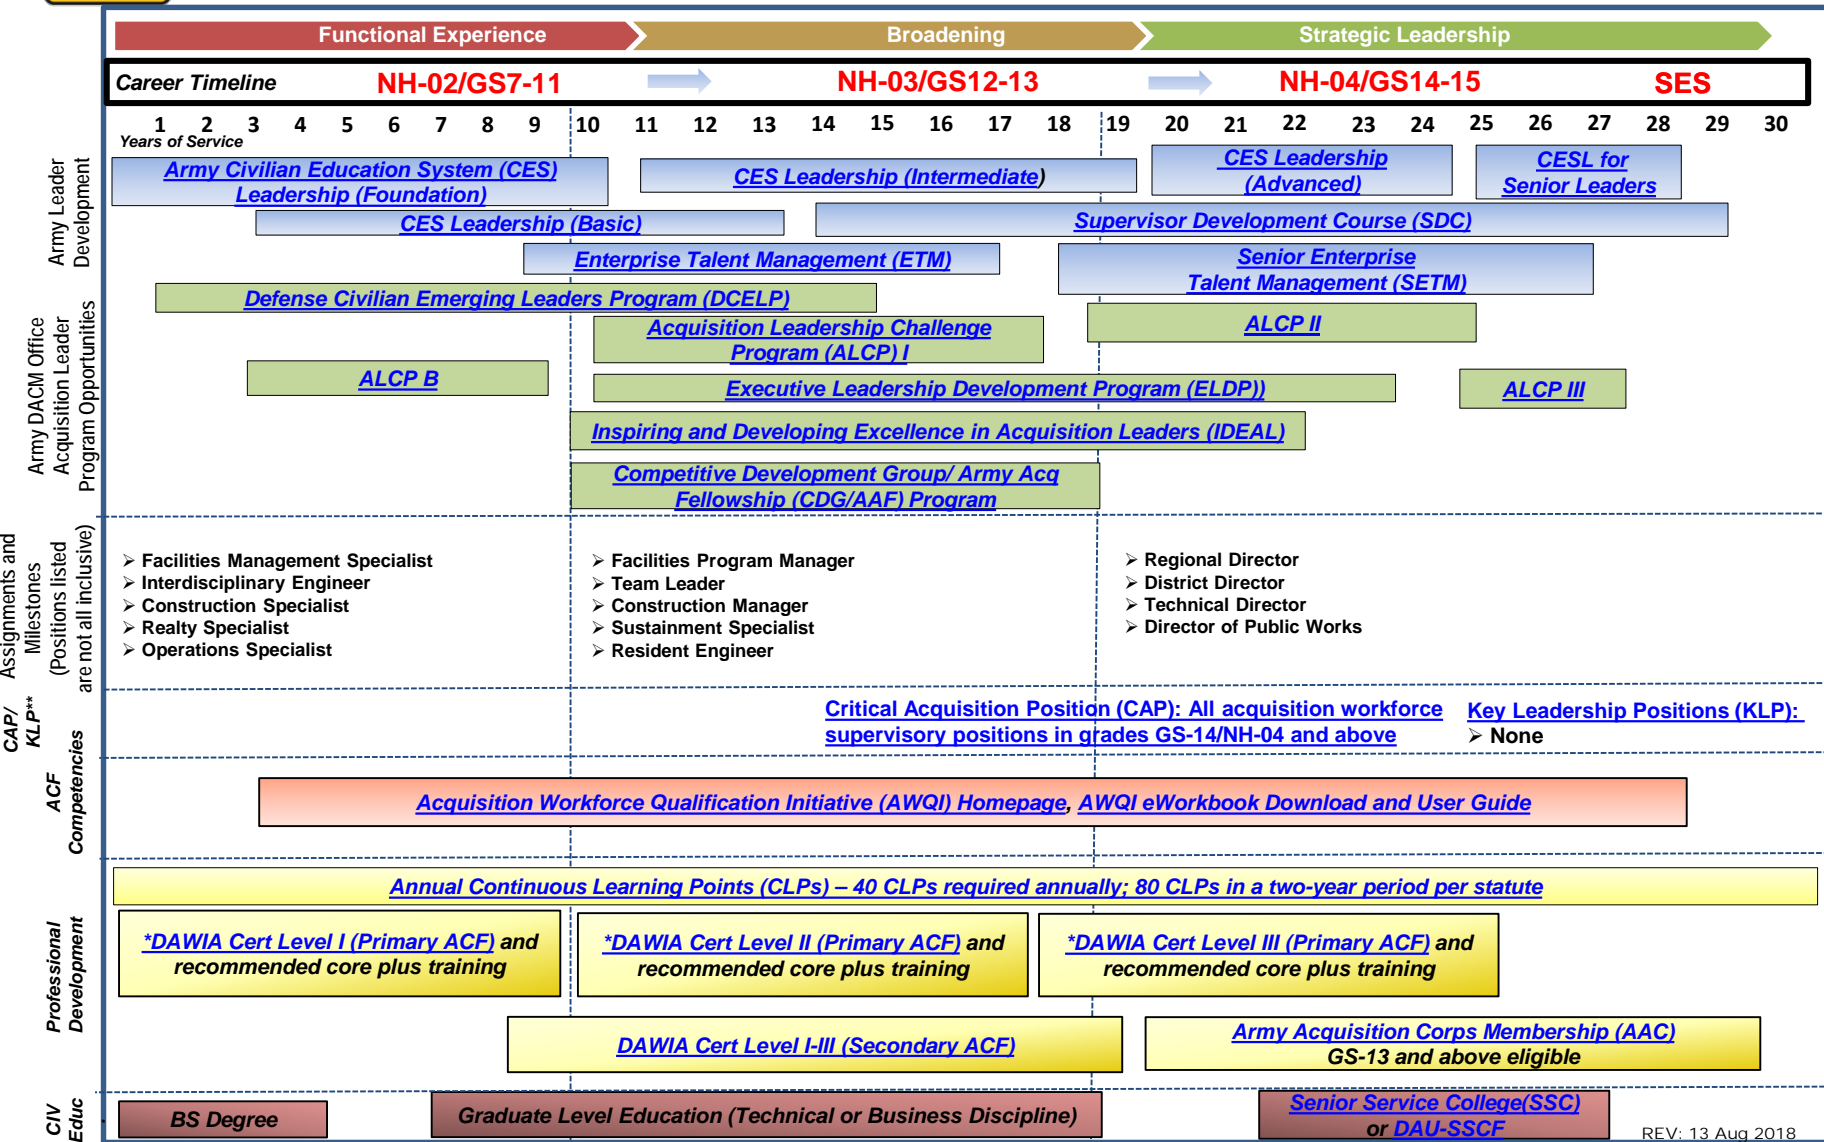 Functional Experience Broadening Strategic Leadership
Career Timeline NH-02/GS7-11 NH-03/GS12-13 NH-04/GS14-15 SES
1 2 3 4 5 6 7 8 9 10 11 12 13 14 15 16 17 18 19 20 21 22 23 24 25 26 27 28 29 30
Years of Service
Army Leader
Development
Army Civilian Education System (CES)
Leadership (Foundation)
CES Leadership (Intermediate)
CES Leadership
(Advanced)
CESL for
Senior Leaders
CES Leadership (Basic)
Supervisor Development Course (SDC)
Enterprise Talent Management (ETM)
Senior Enterprise
Talent Management (SETM)
Army DACM Office
Acquisition Leader
Program Opportunities
Defense Civilian Emerging Leaders Program (DCELP)
Acquisition Leadership Challenge
Program (ALCP) I
ALCP II
ALCP B
Executive Leadership Development Program (ELDP))
ALCP III
Inspiring and Developing Excellence in Acquisition Leaders (IDEAL)
Competitive Development Group/ Army Acq
Fellowship (CDG/AAF) Program
Assignments and
Milestones
(Positions listed
are not all inclusive)
➢ Facilities Management Specialist
➢ Interdisciplinary Engineer
➢ Construction Specialist
➢ Realty Specialist
➢ Operations Specialist
➢ Facilities Program Manager
➢ Team Leader
➢ Construction Manager
➢ Sustainment Specialist
➢ Resident Engineer
➢ Regional Director
➢ District Director
➢ Technical Director
➢ Director of Public Works
CAP/
KLP**
Critical Acquisition Position (CAP): All acquisition workforce
supervisory positions in grades GS-14/NH-04 and above
Key Leadership Positions (KLP):
➢ None
ACF
Competencies
Acquisition Workforce Qualification Initiative (AWQI) Homepage, AWQI eWorkbook Download and User Guide
Professional
Development
Annual Continuous Learning Points (CLPs) – 40 CLPs required annually; 80 CLPs in a two-year period per statute
*DAWIA Cert Level I (Primary ACF) and
recommended core plus training
*DAWIA Cert Level II (Primary ACF) and
recommended core plus training
*DAWIA Cert Level III (Primary ACF) and
recommended core plus training
DAWIA Cert Level I-III (Secondary ACF)
Army Acquisition Corps Membership (AAC)
GS-13 and above eligible
CIV
Educ
BS Degree
Graduate Level Education (Technical or Business Discipline)
Senior Service College(SSC)
or DAU-SSCF
REV: 13 Aug 2018